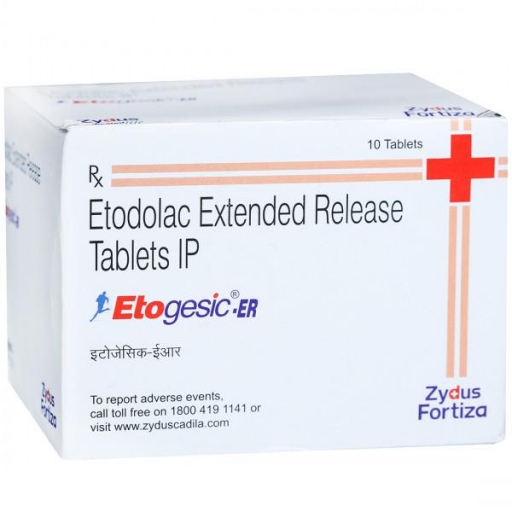 Zydus
Fortiza
10 Tablets
Rx
Etodolac Extended Release
Tablets IP
Etogesic®-ER
इटोजेसिक-ईआर
To report adverse events,
call toll free on 1800 419 1141 or
visit www.zyduscadila.com
Zydus
Fortiza